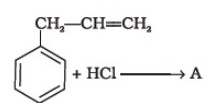 CH₂—CH=CH₂
+ HCl ⟶ A